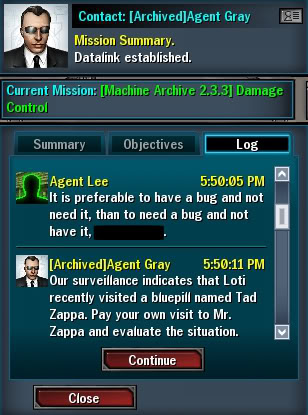 Contact: [Archived]Agent Gray
Mission Summary.
Datalink established.
Current Mission: [Machine Archive 2.3.3] Damage
Control
Summary Objectives Log
Agent Lee 5:50:05 PM
It is preferable to have a bug and not
need it, than to need a bug and not
have it, .
[Archived]Agent Gray 5:50:11 PM
Our surveillance indicates that Loti
recently visited a bluepill named Tad
Zappa. Pay your own visit to Mr.
Zappa and evaluate the situation.
Continue
Close